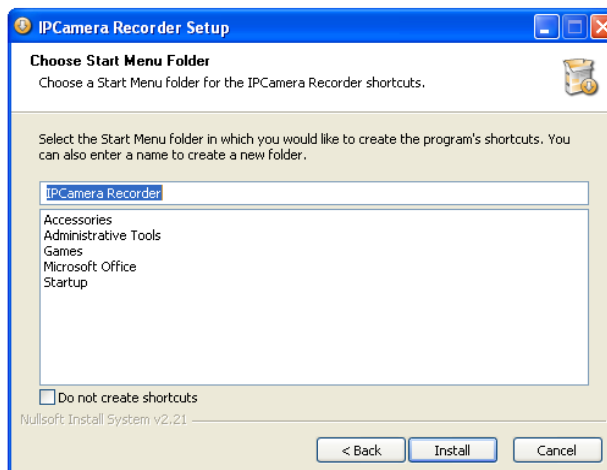 IPCamera Recorder Setup
Choose Start Menu Folder
Choose a Start Menu folder for the IPCamera Recorder shortcuts.
Select the Start Menu folder in which you would like to create the program's shortcuts. You
can also enter a name to create a new folder.
IPCamera Recorder
Accessories
Administrative Tools
Games
Microsoft Office
Startup
Do not create shortcuts
Nullsoft Install System v2.21
< Back Install Cancel